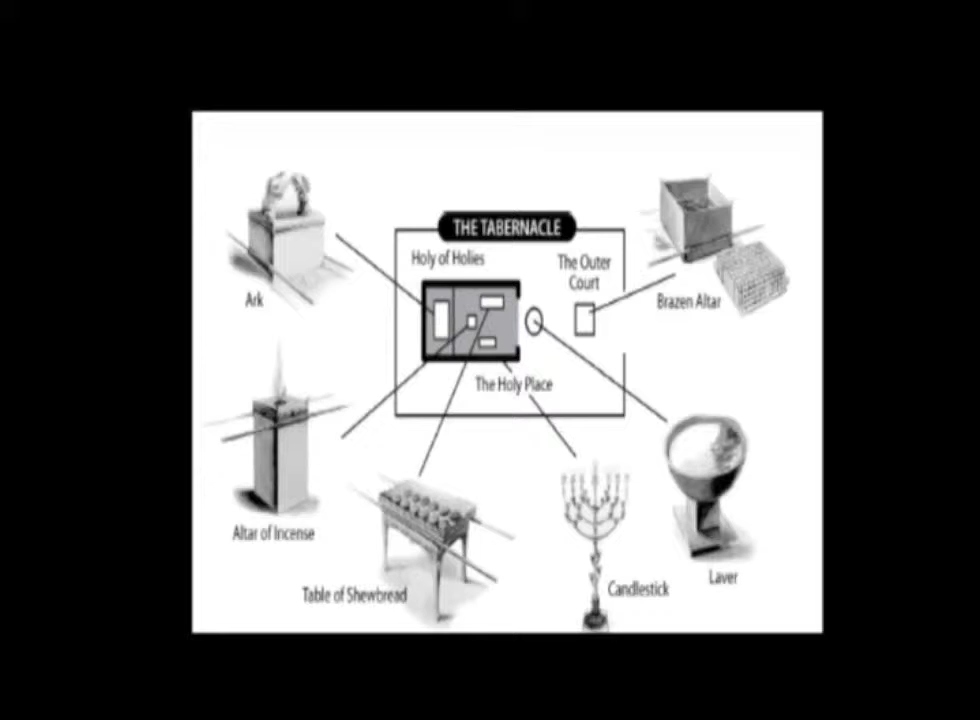 THE TABERNACLE
Holy of Holies
The Outer
Court
Ark
Brazen Altar
The Holy Place
Altar of Incense
Table of Shewbread
Candlestick
Laver